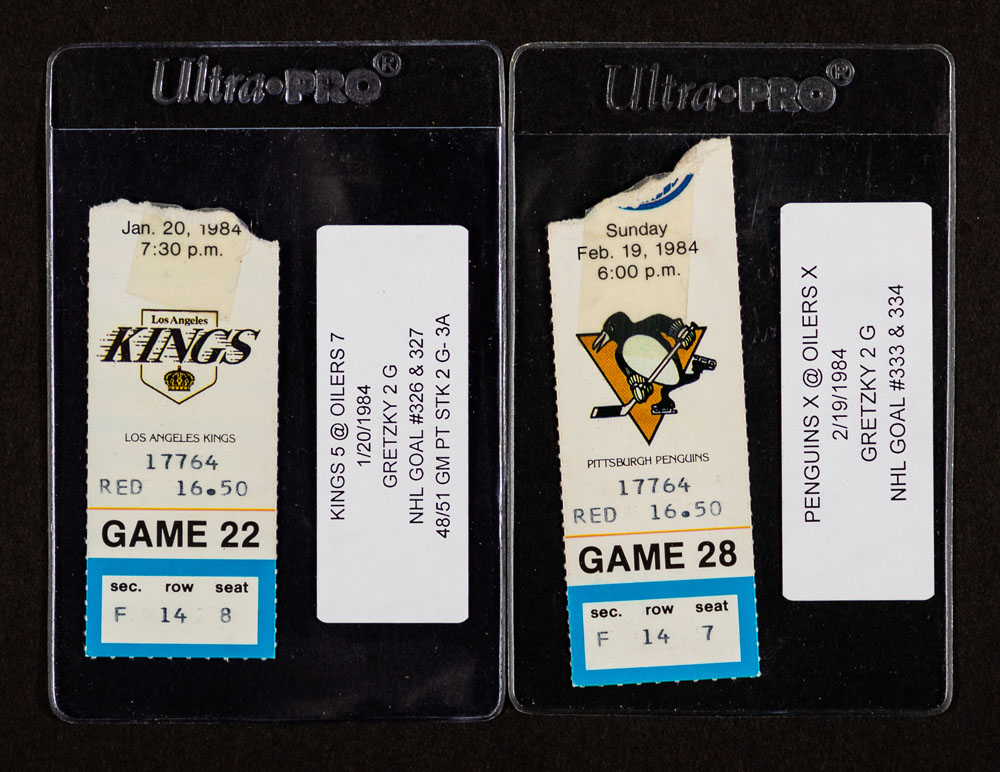 Ultra•PRO®
Jan. 20, 1984
7:30 p.m.
Los Angeles
KINGS
LOS ANGELES KINGS
17764
RED 16.50
GAME 22
sec. row seat
F 14 8
KINGS 5 @ OILERS 7
1/20/1984
GRETZKY 2 G
NHL GOAL #326 & 327
48/51 GM PT STK 2 G- 3A
Ultra•PRO®
Sunday
Feb. 19, 1984
6:00 p.m.
PITTSBURGH PENGUINS
17764
RED 16.50
GAME 28
sec. row seat
F 14 7
PENGUINS X @ OILERS X
2/19/1984
GRETZKY 2 G
NHL GOAL #333 & 334